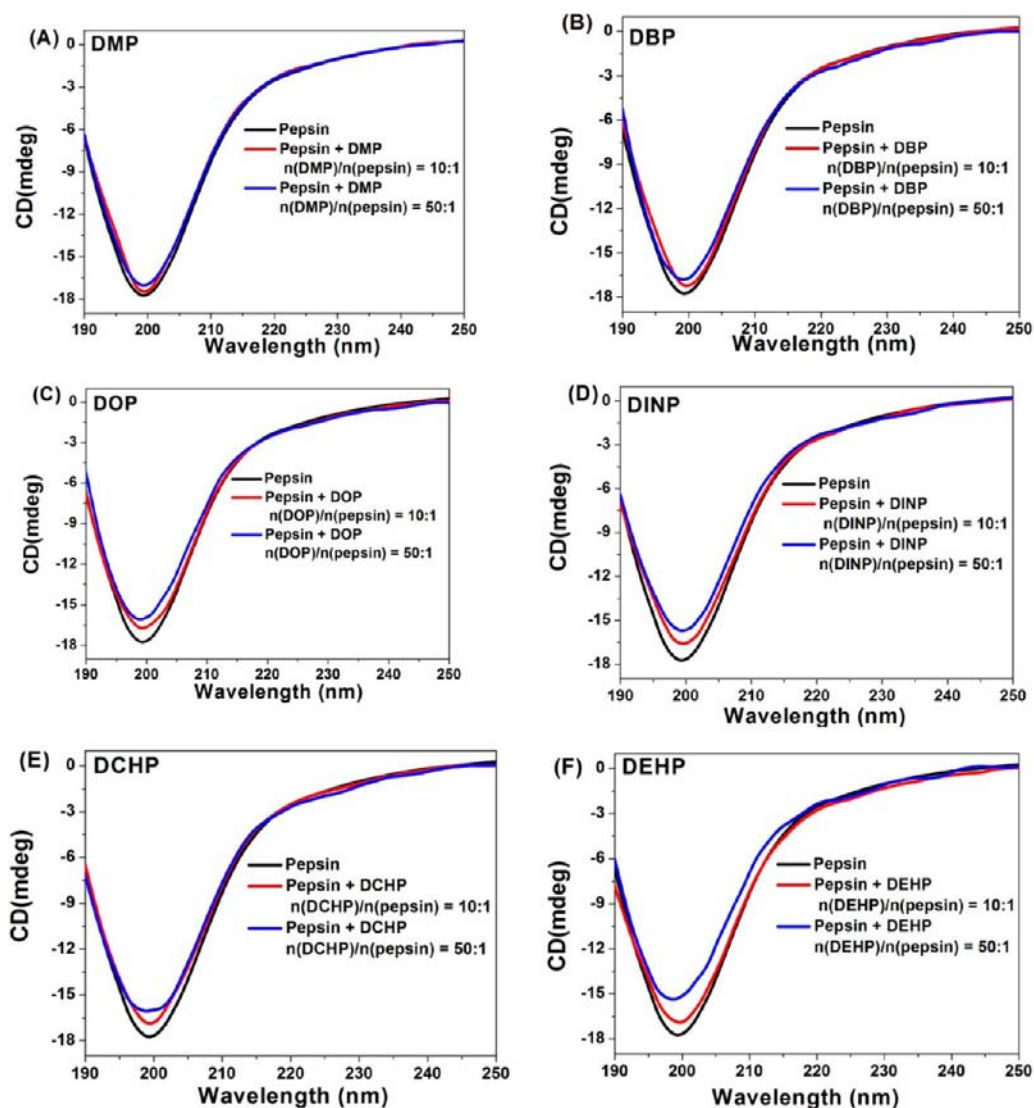 (A) DMP
CD(mdeg)
0
-3
-6
-9
-12
-15
-18
Pepsin
Pepsin + DMP
n(DMP)/n(pepsin) = 10:1
Pepsin + DMP
n(DMP)/n(pepsin) = 50:1
190 200 210 220 230 240 250
Wavelength (nm)
(B) DBP
CD(mdeg)
0
-3
-6
-9
-12
-15
-18
Pepsin
Pepsin + DBP
n(DBP)/n(pepsin) = 10:1
Pepsin + DBP
n(DBP)/n(pepsin) = 50:1
190 200 210 220 230 240 250
Wavelength (nm)
(C) DOP
CD(mdeg)
0
-3
-6
-9
-12
-15
-18
Pepsin
Pepsin + DOP
n(DOP)/n(pepsin) = 10:1
Pepsin + DOP
n(DOP)/n(pepsin) = 50:1
190 200 210 220 230 240 250
Wavelength (nm)
(D) DINP
CD(mdeg)
0
-3
-6
-9
-12
-15
-18
Pepsin
Pepsin + DINP
n(DINP)/n(pepsin) = 10:1
Pepsin + DINP
n(DINP)/n(pepsin) = 50:1
190 200 210 220 230 240 250
Wavelength (nm)
(E) DCHP
CD(mdeg)
0
-3
-6
-9
-12
-15
-18
Pepsin
Pepsin + DCHP
n(DCHP)/n(pepsin) = 10:1
Pepsin + DCHP
n(DCHP)/n(pepsin) = 50:1
190 200 210 220 230 240 250
Wavelength (nm)
(F) DEHP
CD(mdeg)
0
-3
-6
-9
-12
-15
-18
Pepsin
Pepsin + DEHP
n(DEHP)/n(pepsin) = 10:1
Pepsin + DEHP
n(DEHP)/n(pepsin) = 50:1
190 200 210 220 230 240 250
Wavelength (nm)